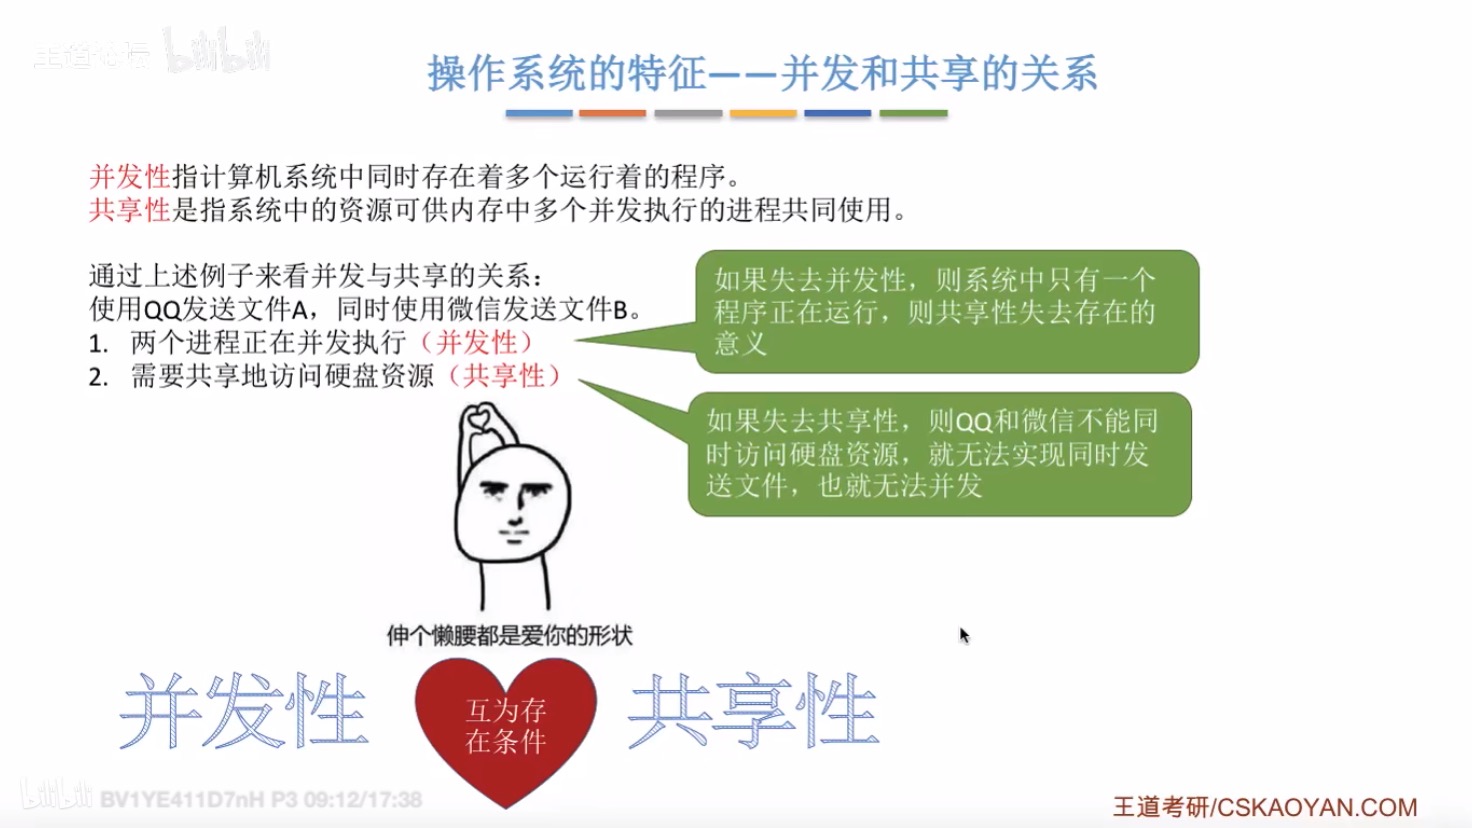 王道论坛 bilibili
操作系统的特征——并发和共享的关系
并发性指计算机系统中同时存在着多个运行着的程序。
共享性是指系统中的资源可供内存中多个并发执行的进程共同使用。
通过上述例子来看并发与共享的关系：
使用QQ发送文件A，同时使用微信发送文件B。
1. 两个进程正在并发执行（并发性）
2. 需要共享地访问硬盘资源（共享性）
如果失去并发性，则系统中只有一个
程序正在运行，则共享性失去存在的
意义
如果失去共享性，则QQ和微信不能同
时访问硬盘资源，就无法实现同时发
送文件，也就无法并发
伸个懒腰都是爱你的形状
并发性
互为存
在条件
共享性
bilibili BV1YE411D7nH P3 09:12/17:38
王道考研/CSKAOYAN.COM